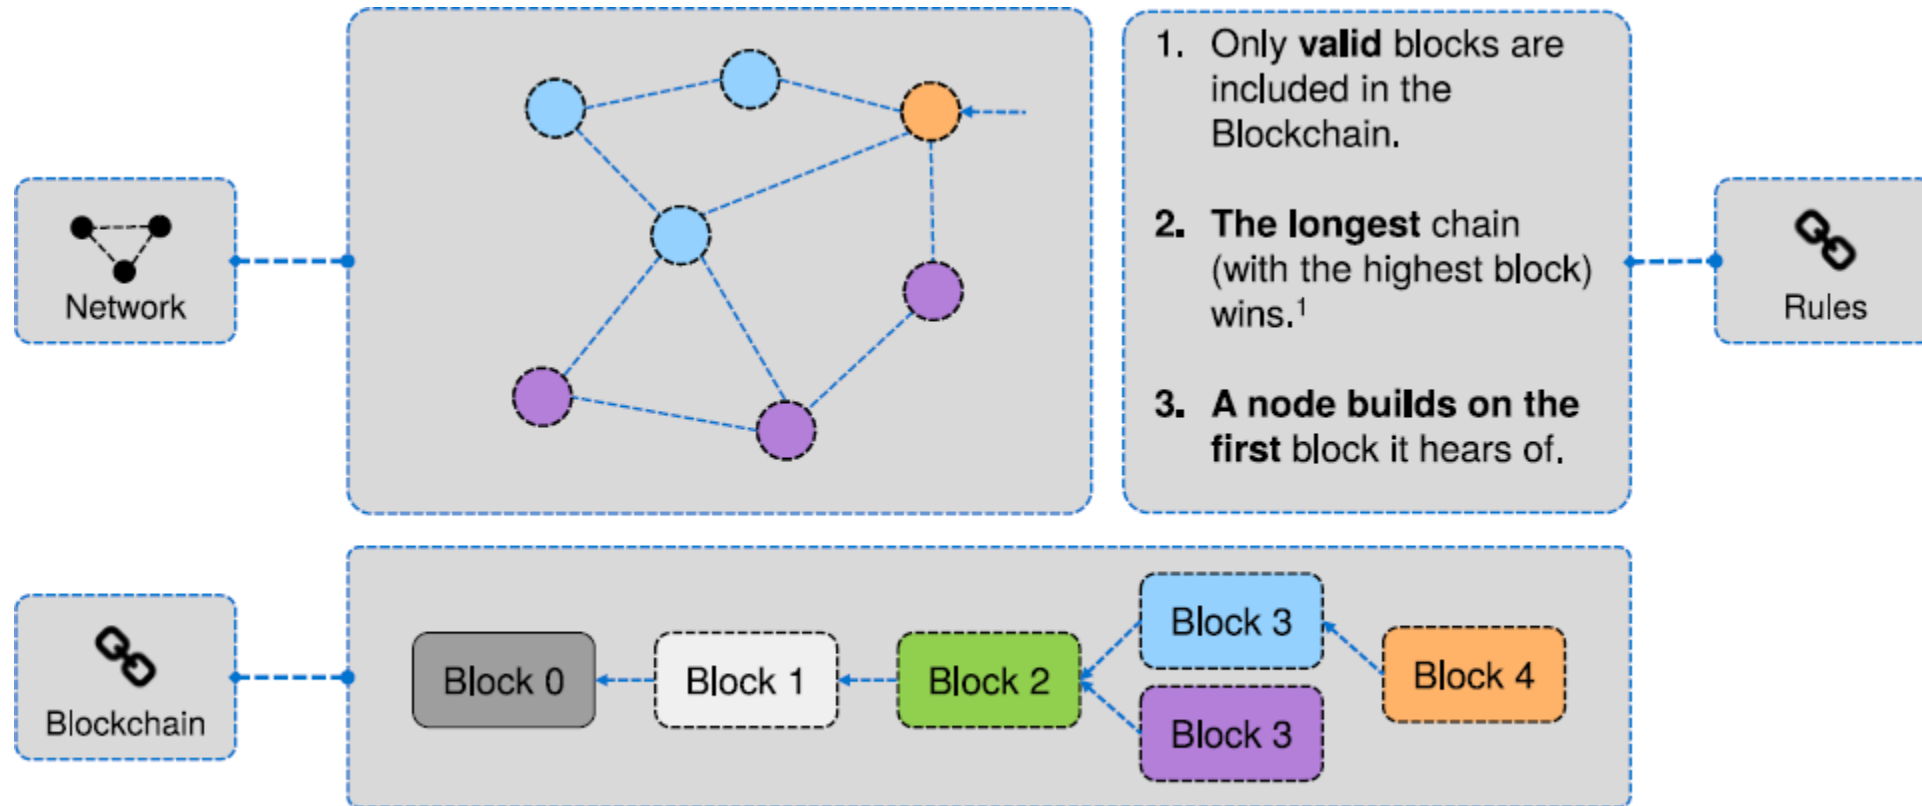 Network
1. Only valid blocks are
included in the
Blockchain.
2. The longest chain
(with the highest block)
wins.¹
3. A node builds on the
first block it hears of.
Rules
Blockchain
Block 0
Block 1
Block 2
Block 3
Block 3
Block 4